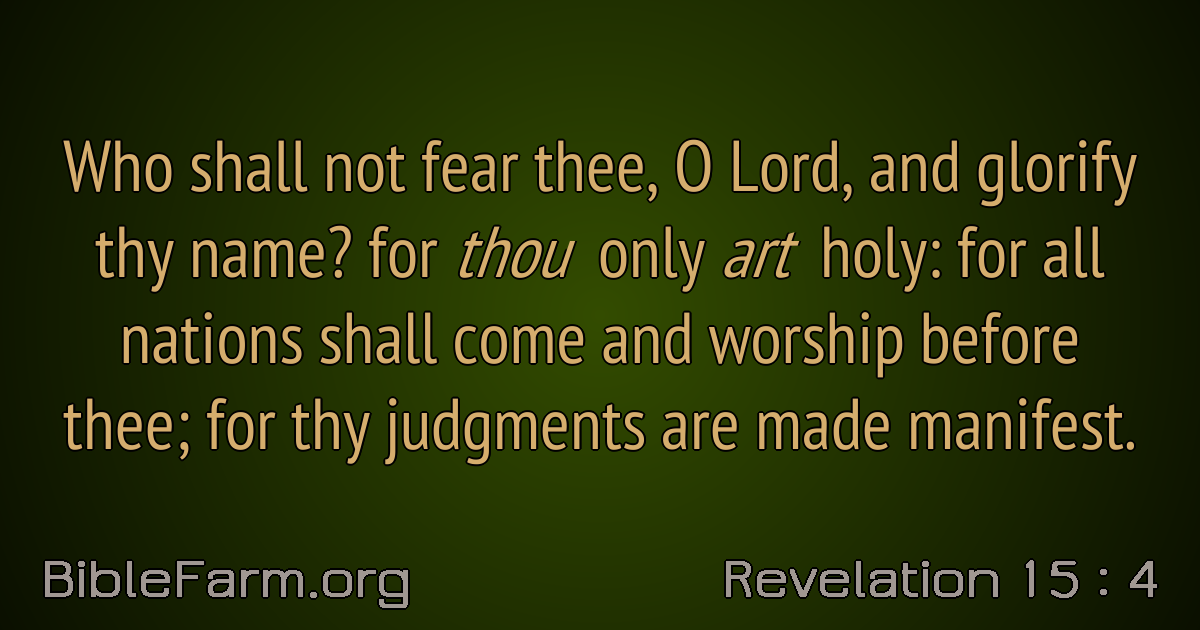 Who shall not fear thee, O Lord, and glorify
thy name? for thou only art holy: for all
nations shall come and worship before
thee; for thy judgments are made manifest.
BibleFarm.org
Revelation 15 : 4